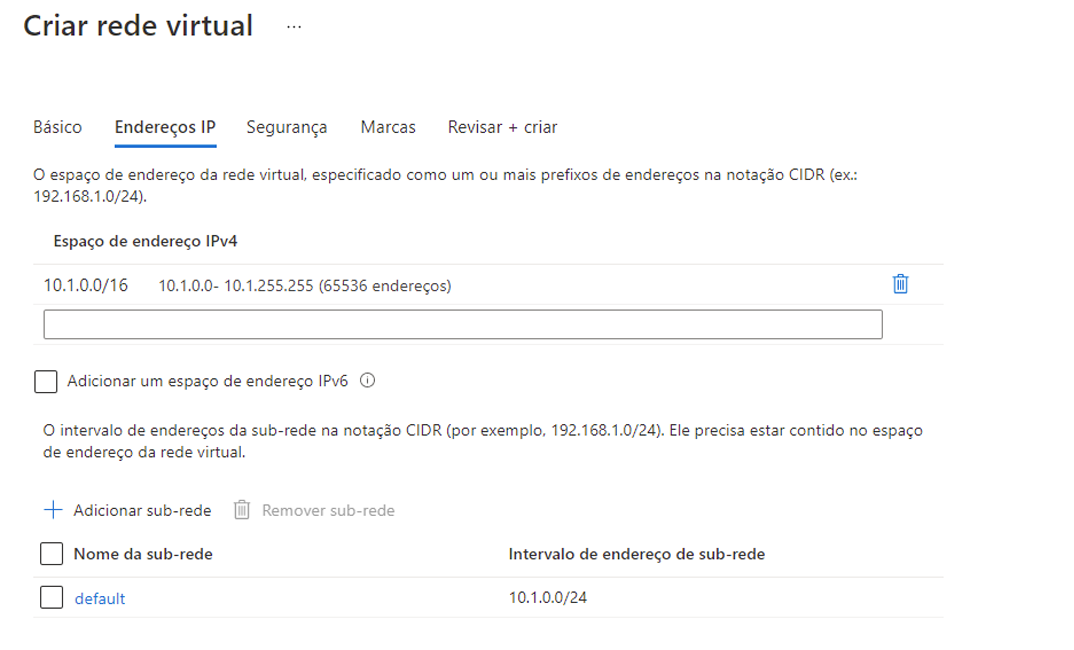 Criar rede virtual ...
Básico Endereços IP Segurança Marcas Revisar + criar
O espaço de endereço da rede virtual, especificado como um ou mais prefixos de endereços na notação CIDR (ex.:
192.168.1.0/24).
Espaço de endereço IPv4
10.1.0.0/16 10.1.0.0- 10.1.255.255 (65536 endereços)
Adicionar um espaço de endereço IPv6
O intervalo de endereços da sub-rede na notação CIDR (por exemplo, 192.168.1.0/24). Ele precisa estar contido no espaço
de endereço da rede virtual.
Adicionar sub-rede Remover sub-rede
Nome da sub-rede Intervalo de endereço de sub-rede
default 10.1.0.0/24